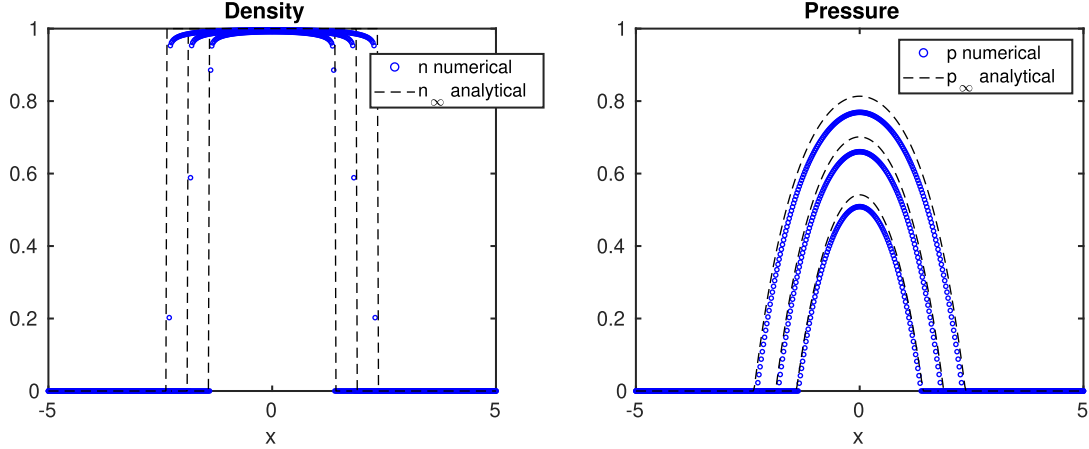 Density
1
0.8
0.6
0.4
0.2
0
-5
0
5
x
n numerical
n∞ analytical
Pressure
1
0.8
0.6
0.4
0.2
0
-5
0
5
x
p numerical
p∞ analytical